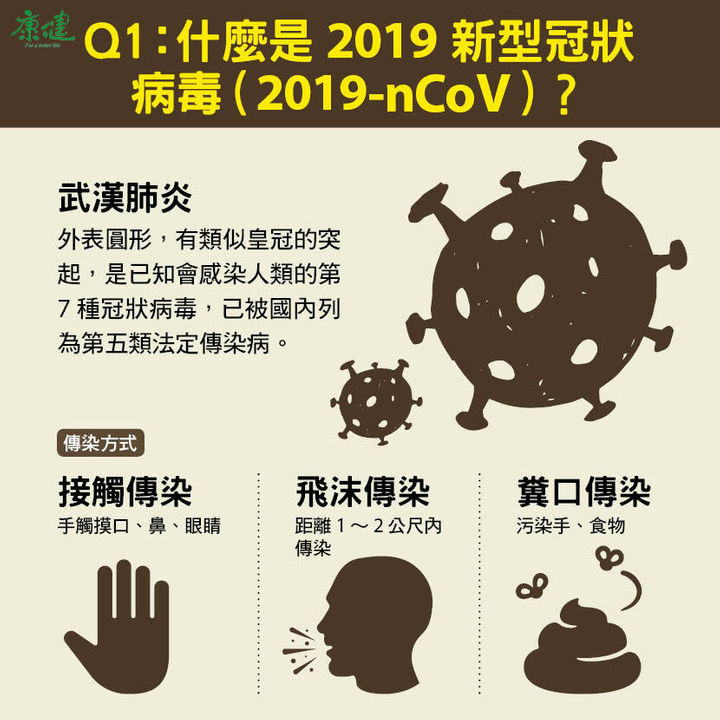 康健
For a better life
Q1：什麼是 2019 新型冠狀
病毒（2019-nCoV）？
武漢肺炎
外表圓形，有類似皇冠的突
起，是已知會感染人類的第
7 種冠狀病毒，已被國內列
為第五類法定傳染病。
傳染方式
接觸傳染
手觸摸口、鼻、眼睛
飛沫傳染
距離 1～2 公尺內
傳染
糞口傳染
污染手、食物